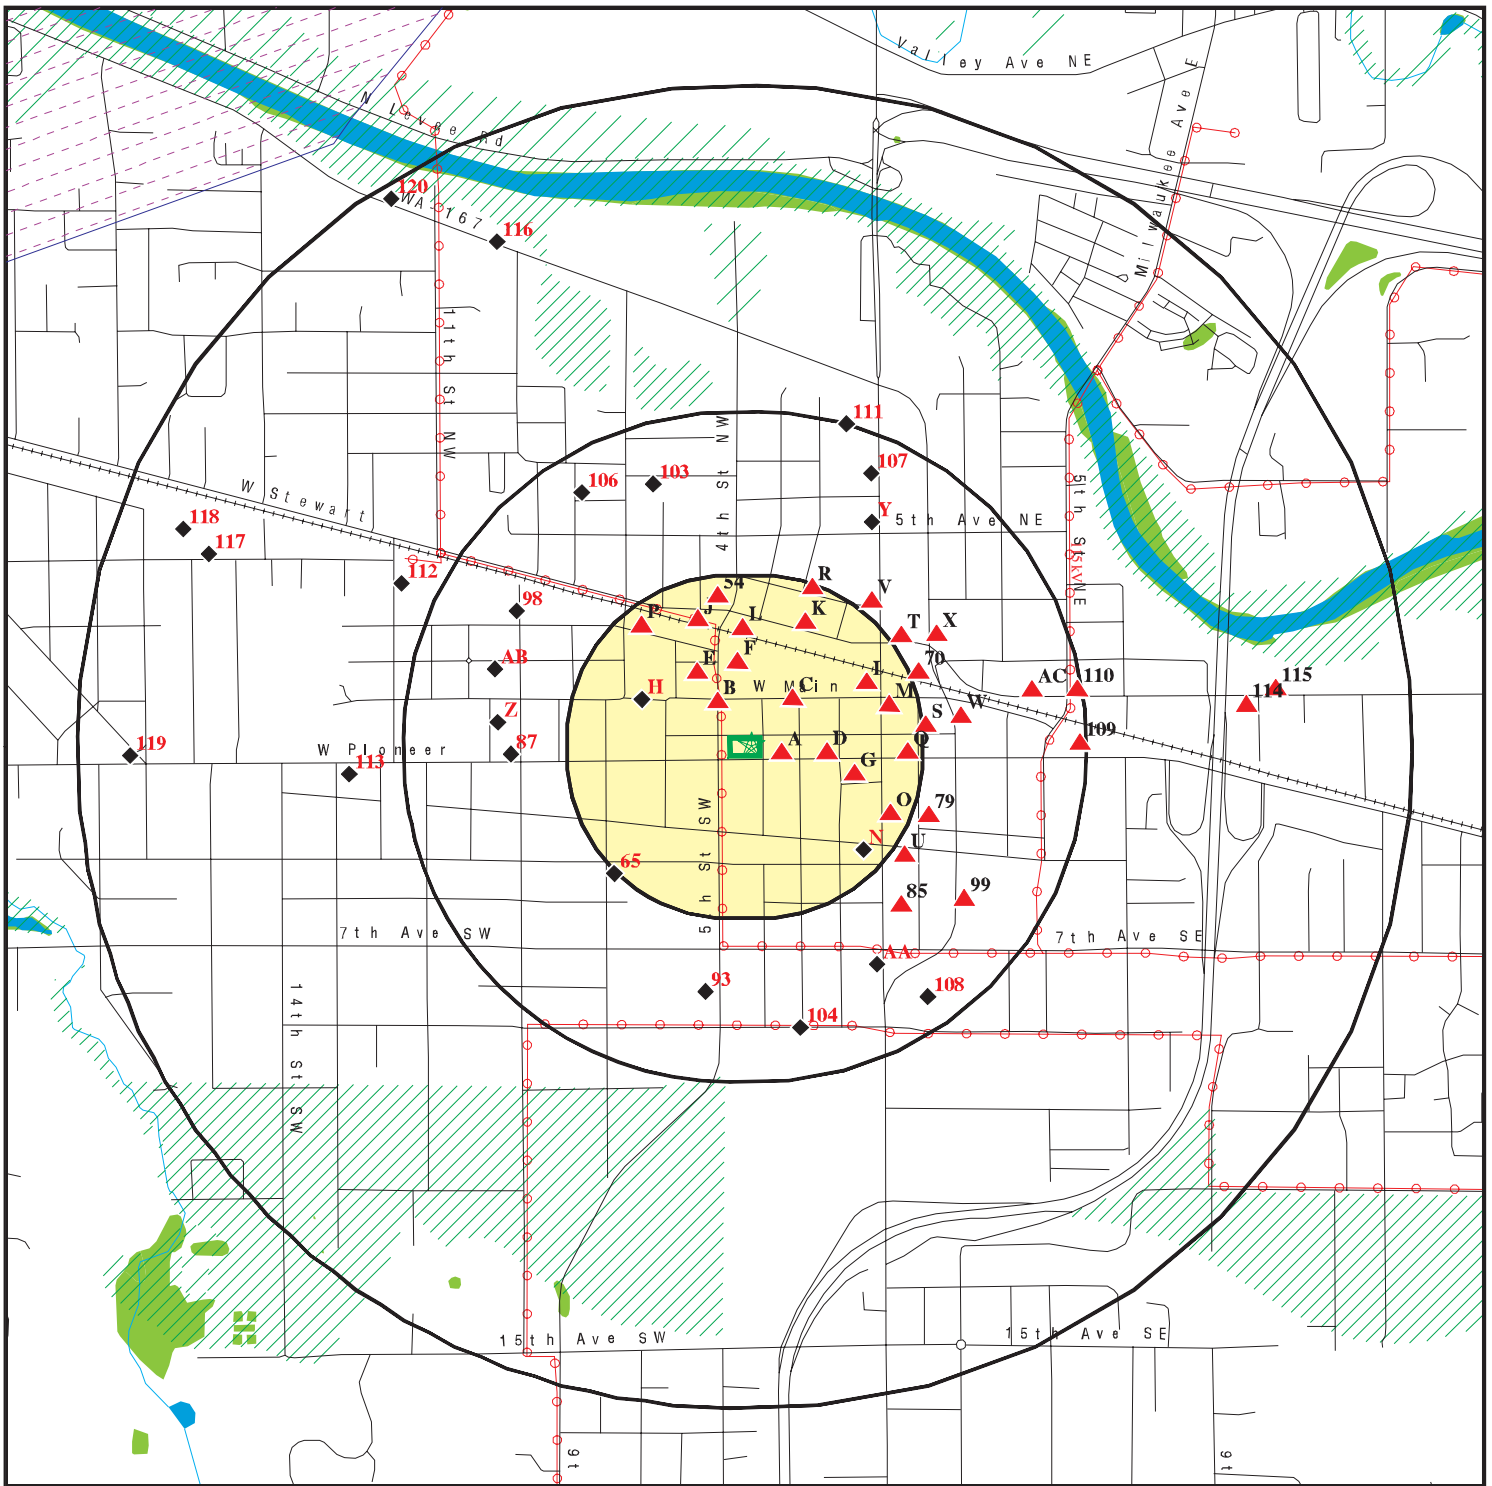 Valley Ave NE
N Levee Rd
Milwaukee Ave E
120
WA-167
116
11th St NW
111
4th St NW
107
103
106
W Stewart
Y
5th Ave NE
5th St NE
118
117
112
98
54
R
V
P
J
L
K
T
X
AB
E
F
I
70
H
B
W Main
C
M
AC
110
115
114
Z
S
W
109
119
W Pioneer
87
A
D
Q
113
G
O
79
5th St SW
N
U
65
85
99
7th Ave SW
7th Ave SE
AA
93
108
14th St SW
104
15th Ave SW
15th Ave SE
9t
9t